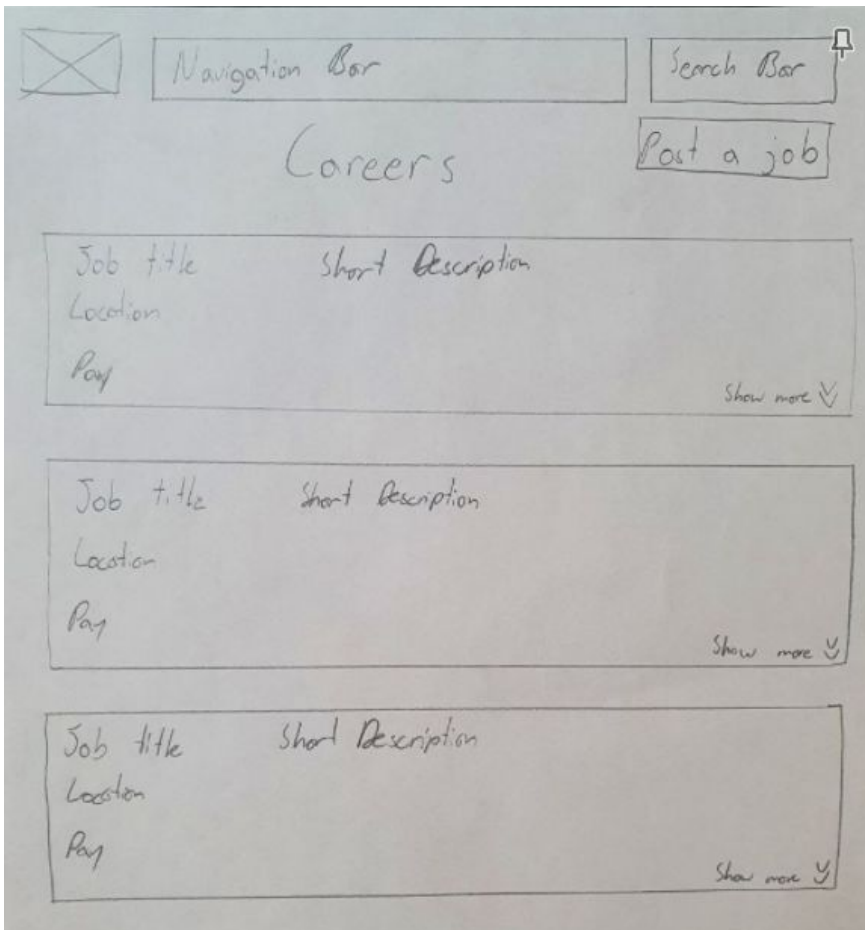 Navigation Bar
Search Bar
Careers
Post a job
Job title
Short Description
Location
Pay
Show more
Job title
Short Description
Location
Pay
Show more
Job title
Short Description
Location
Pay
Show more